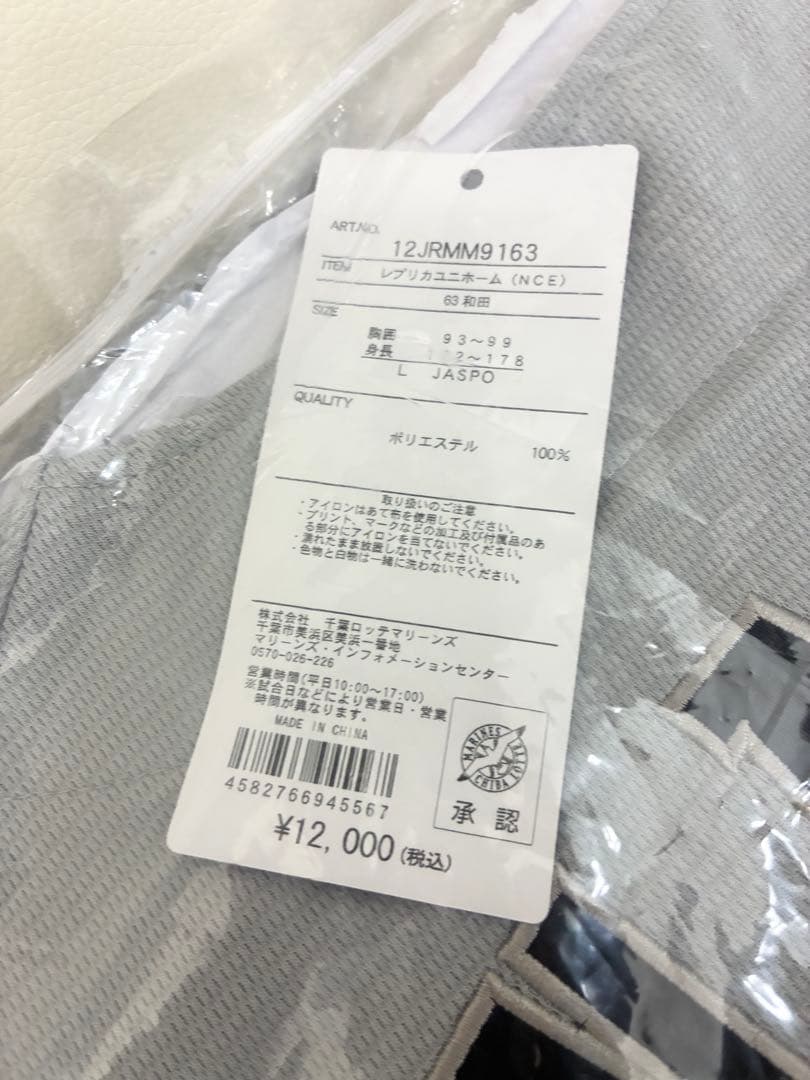 ART.NO.
12JRMM9163
ITEM
レプリカユニホーム（NCE）
63和田
SIZE
胸囲 93～99
身長 1 2～178
L JASPO
QUALITY
ポリエステル 100%
取り扱いのご注意
・アイロンはあて布を使用してください。
・プリント、マークなどの加工及び付属品のあ
る部分にアイロンを当てないでください。
・濡れたまま放置しないでください。
・色物と白物は一緒に洗わないでください。
株式会社 千葉ロッテマリーンズ
千葉市美浜区美浜一番地
マリーンズ・インフォメーションセンター
0570-026-226
営業時間(平日10:00～17:00)
※試合日などにより営業日・営業
時間が異なります。
MADE IN CHINA
4582766945567
¥12,000(税込)
MARINES
CHIBA LOTTE
承認